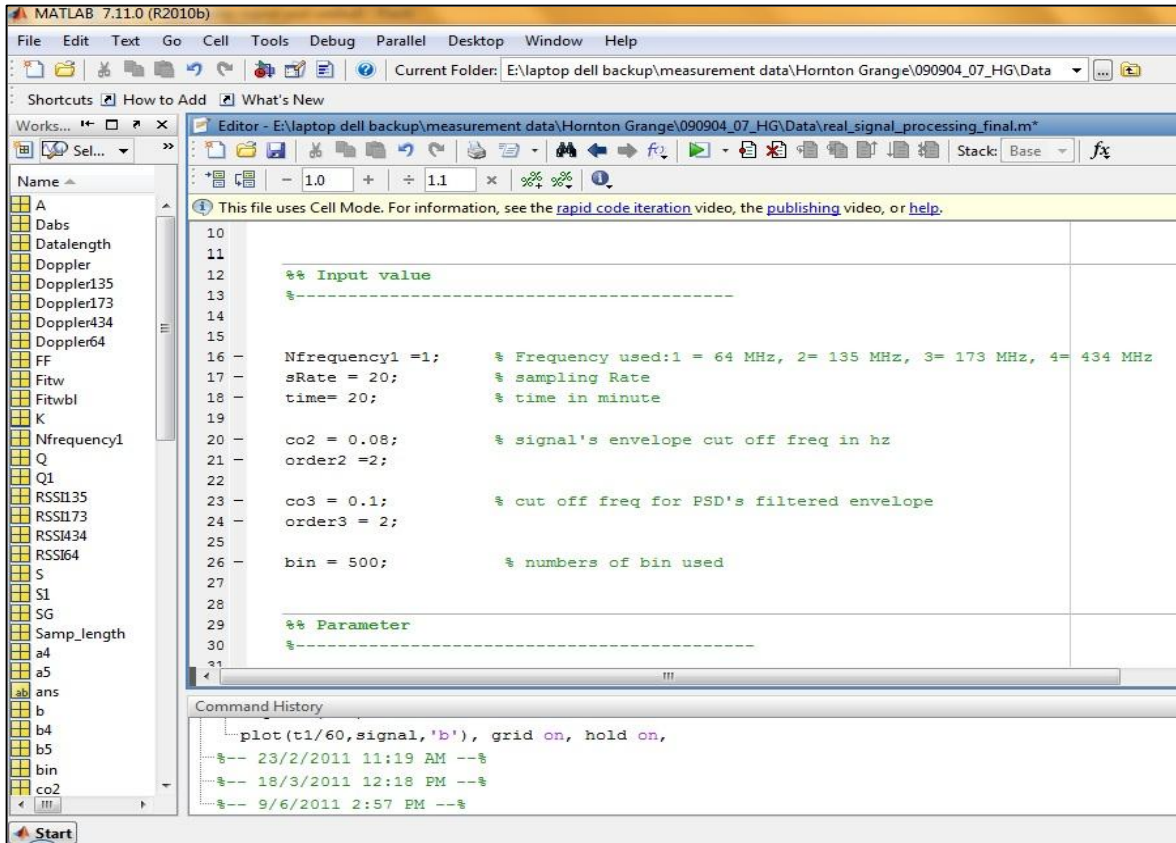 MATLAB 7.11.0 (R2010b)
File Edit Text Go Cell Tools Debug Parallel Desktop Window Help
Current Folder: E:\laptop dell backup\measurement data\Hornton Grange\090904_07_HG\Data
Shortcuts How to Add What's New
Works...
Editor - E:\laptop dell backup\measurement data\Hornton Grange\090904_07_HG\Data\real_signal_processing_final.m*
Sel...
Stack: Base fx
- 1.0 + ÷ 1.1 ×
Name
This file uses Cell Mode. For information, see the rapid code iteration video, the publishing video, or help.
A
Dabs
Datalength
Doppler
Doppler135
Doppler173
Doppler434
Doppler64
FF
Fitw
Fitwbl
K
Nfrequency1
Q
Q1
RSSI135
RSSI173
RSSI434
RSSI64
S
S1
SG
Samp_length
a4
a5
ans
b
b4
b5
bin
co2
10
11
12 %% Input value
13 %------------------------------------------
14
15
16 – Nfrequency1 =1; % Frequency used:1 = 64 MHz, 2= 135 MHz, 3= 173 MHz, 4= 434 MHz
17 – sRate = 20; % sampling Rate
18 – time= 20; % time in minute
19
20 – co2 = 0.08; % signal's envelope cut off freq in hz
21 – order2 =2;
22
23 – co3 = 0.1; % cut off freq for PSD's filtered envelope
24 – order3 = 2;
25
26 – bin = 500; % numbers of bin used
27
28
29 %% Parameter
30 %--------------------------------------------
31
Command History
plot(t1/60,signal,'b'), grid on, hold on,
%-- 23/2/2011 11:19 AM --%
%-- 18/3/2011 12:18 PM --%
%-- 9/6/2011 2:57 PM --%
Start